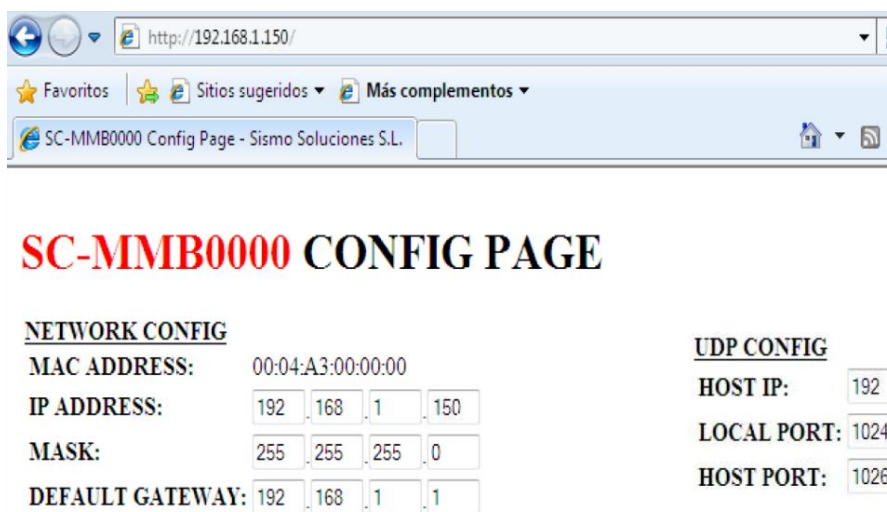 http://192.168.1.150/
Favoritos Sitios sugeridos Más complementos
SC-MMB0000 Config Page - Sismo Soluciones S.L.
SC-MMB0000 CONFIG PAGE
NETWORK CONFIG
MAC ADDRESS: 00:04:A3:00:00:00
IP ADDRESS: 192 . 168 . 1 . 150
MASK: 255 . 255 . 255 . 0
DEFAULT GATEWAY: 192 . 168 . 1 . 1
UDP CONFIG
HOST IP: 192
LOCAL PORT: 1024
HOST PORT: 1026